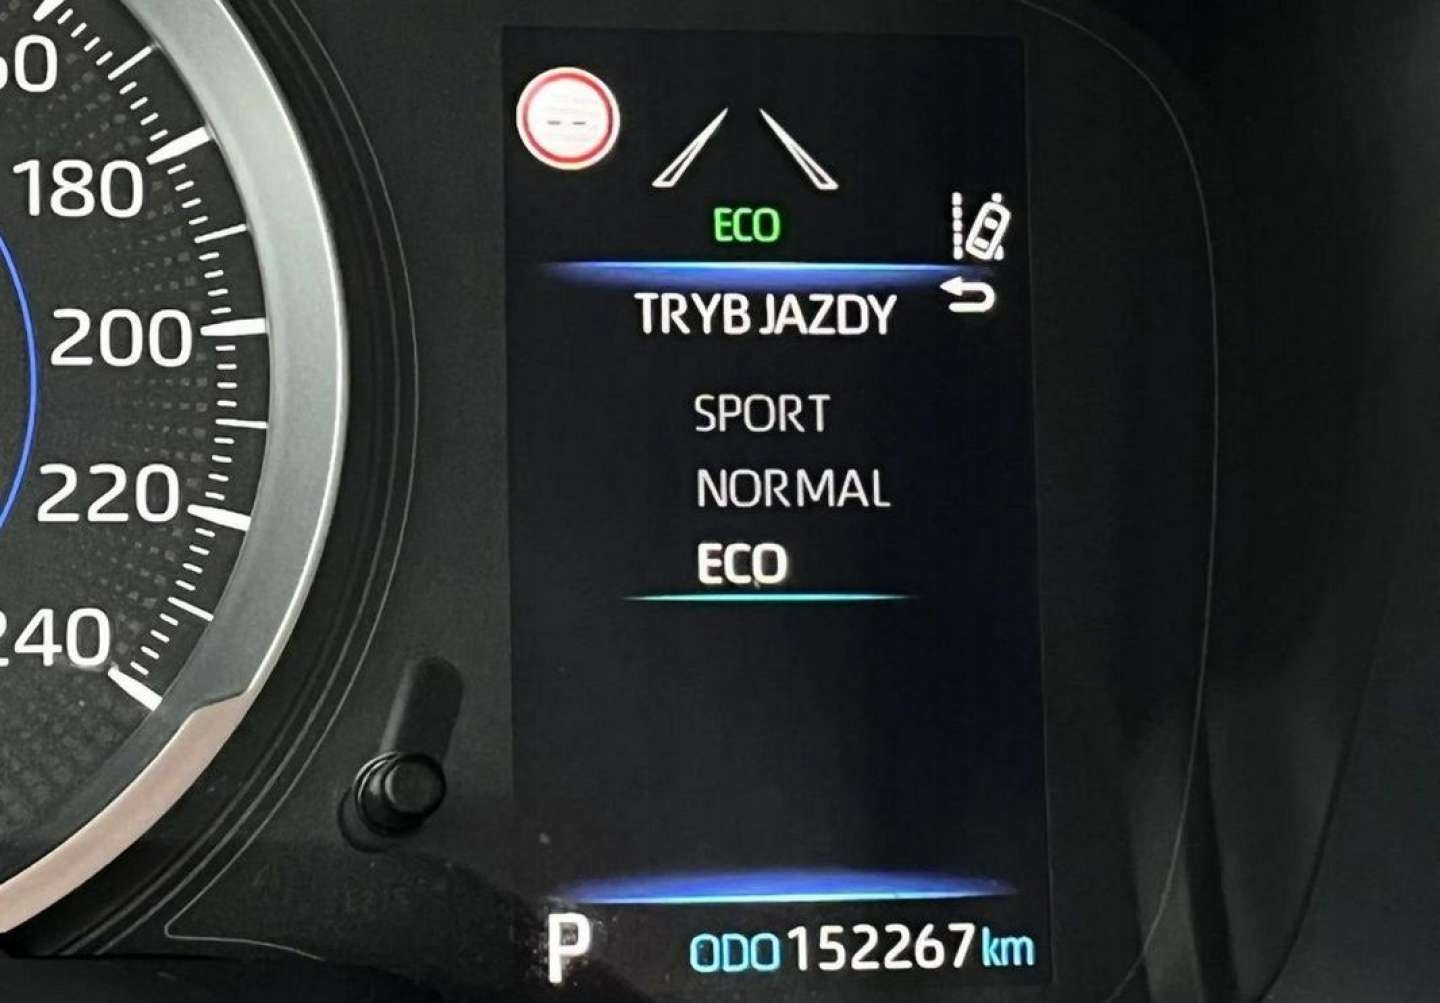 180
200
220
240
-- --
ECO
TRYB JAZDY
SPORT
NORMAL
ECO
P ODO 152267 km